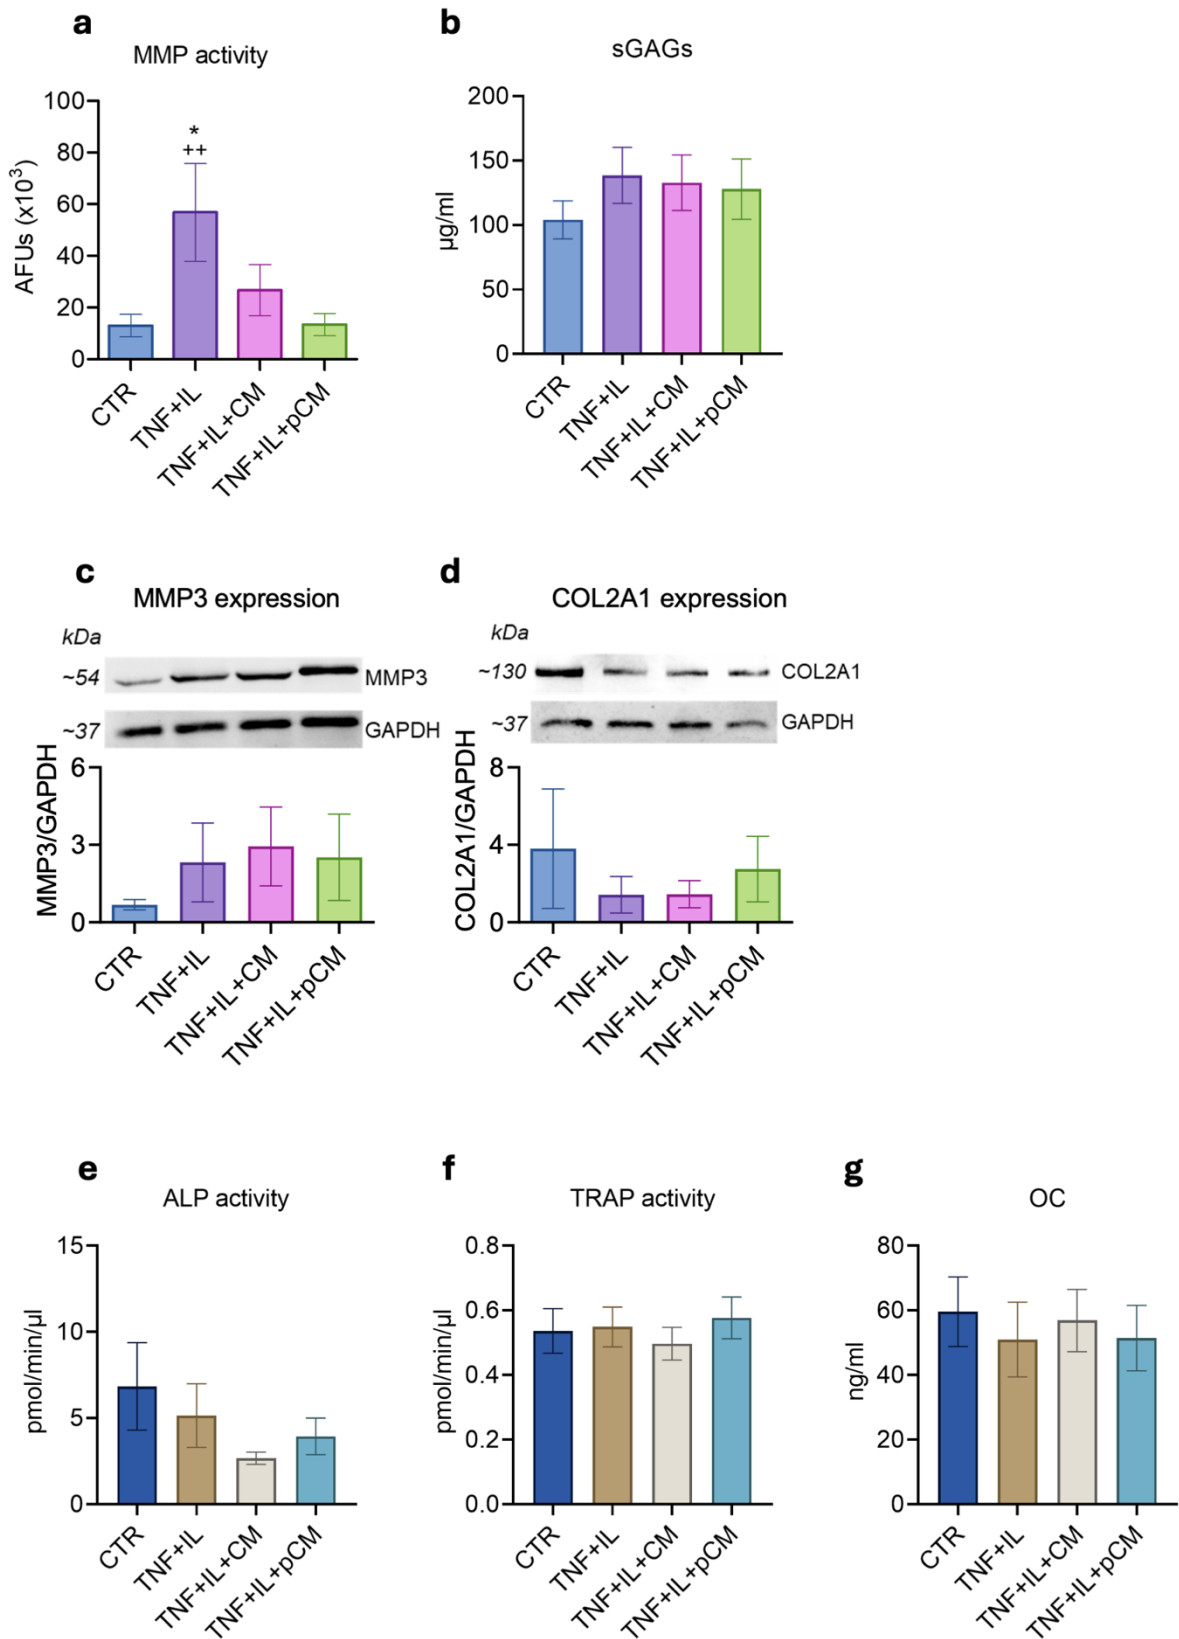 a
MMP activity
AFUs (x10³)
100
80
60
40
20
0
*
++
CTR
TNF+IL
TNF+IL+CM
TNF+IL+pCM
b
sGAGs
µg/ml
200
150
100
50
0
CTR
TNF+IL
TNF+IL+CM
TNF+IL+pCM
c
MMP3 expression
kDa
~54
MMP3
~37
GAPDH
MMP3/GAPDH
6
3
0
CTR
TNF+IL
TNF+IL+CM
TNF+IL+pCM
d
COL2A1 expression
kDa
~130
COL2A1
~37
GAPDH
COL2A1/GAPDH
8
4
0
CTR
TNF+IL
TNF+IL+CM
TNF+IL+pCM
e
ALP activity
pmol/min/µl
15
10
5
0
CTR
TNF+IL
TNF+IL+CM
TNF+IL+pCM
f
TRAP activity
pmol/min/µl
0.8
0.6
0.4
0.2
0.0
CTR
TNF+IL
TNF+IL+CM
TNF+IL+pCM
g
OC
ng/ml
80
60
40
20
0
CTR
TNF+IL
TNF+IL+CM
TNF+IL+pCM